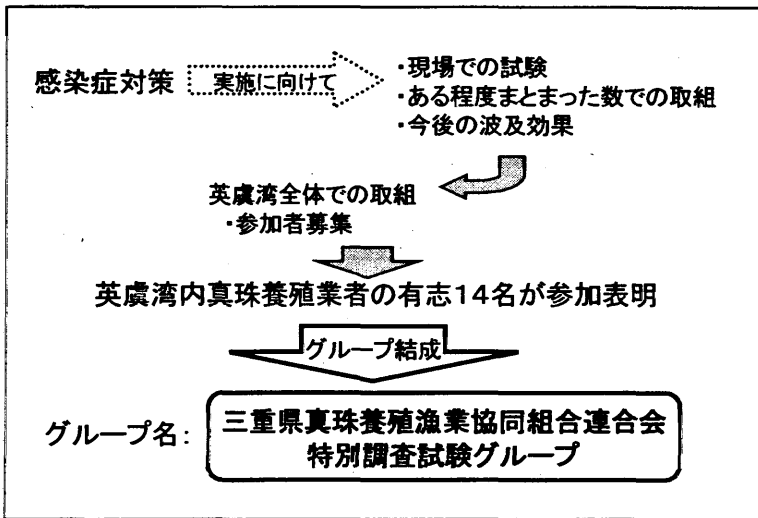 感染症対策
実施に向けて
・現場での試験
・ある程度まとまった数での取組
・今後の波及効果
英虞湾全体での取組
・参加者募集
英虞湾内真珠養殖業者の有志14名が参加表明
グループ結成
グループ名:
三重県真珠養殖漁業協同組合連合会
特別調査試験グループ